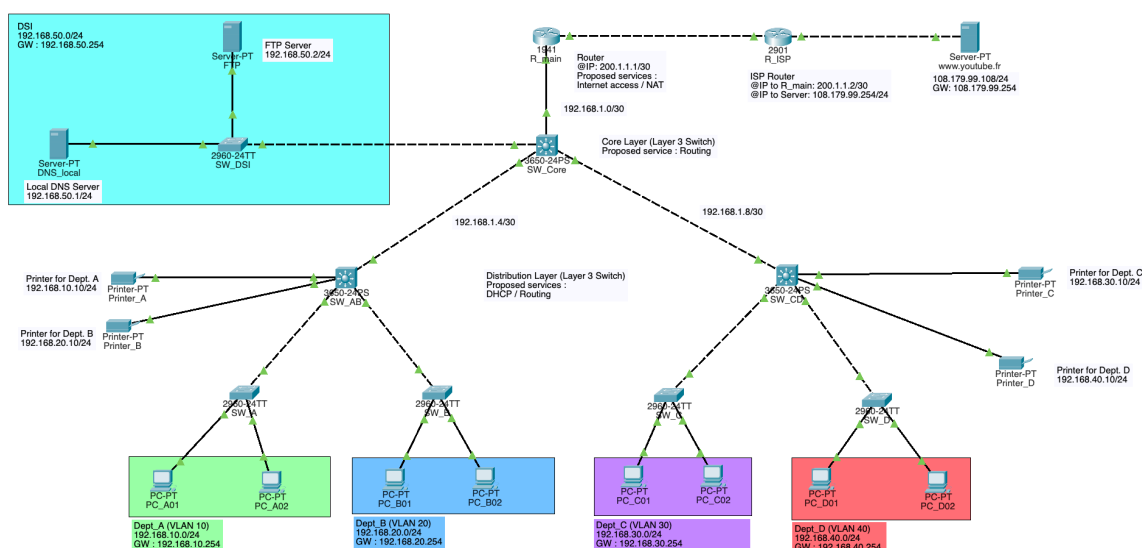 DSI
192.168.50.0/24
GW : 192.168.50.254
Server-PT
FTP
FTP Server
192.168.50.2/24
Server-PT
DNS_local
Local DNS Server
192.168.50.1/24
2960-24TT
SW_DSI
1941
R_main
Router
@IP: 200.1.1.1/30
Proposed services :
Internet access / NAT
2901
R_ISP
ISP Router
@IP to R_main: 200.1.1.2/30
@IP to Server: 108.179.99.254/24
Server-PT
www.youtube.fr
108.179.99.108/24
GW: 108.179.99.254
192.168.1.0/30
3650-24PS
SW_Core
Core Layer (Layer 3 Switch)
Proposed service : Routing
192.168.1.4/30
192.168.1.8/30
Printer for Dept. A
192.168.10.10/24
Printer-PT
Printer_A
Printer for Dept. B
192.168.20.10/24
Printer-PT
Printer_B
3650-24PS
SW_AB
Distribution Layer (Layer 3 Switch)
Proposed services :
DHCP / Routing
3650-24PS
SW_CD
Printer-PT
Printer_C
Printer for Dept. C
192.168.30.10/24
Printer-PT
Printer_D
Printer for Dept. D
192.168.40.10/24
2960-24TT
SW_A
2960-24TT
SW_B
2960-24TT
SW_C
2960-24TT
SW_D
PC-PT
PC_A01
PC-PT
PC_A02
PC-PT
PC_B01
PC-PT
PC_B02
PC-PT
PC_C01
PC-PT
PC_C02
PC-PT
PC_D01
PC-PT
PC_D02
Dept_A (VLAN 10)
192.168.10.0/24
GW : 192.168.10.254
Dept_B (VLAN 20)
192.168.20.0/24
GW : 192.168.20.254
Dept_C (VLAN 30)
192.168.30.0/24
GW : 192.168.30.254
Dept_D (VLAN 40)
192.168.40.0/24
GW : 192.168.40.254